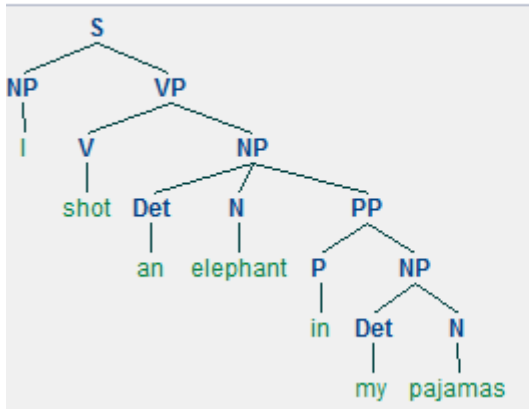 S
NP VP
I V NP
shot Det N PP
an elephant P NP
in Det N
my pajamas